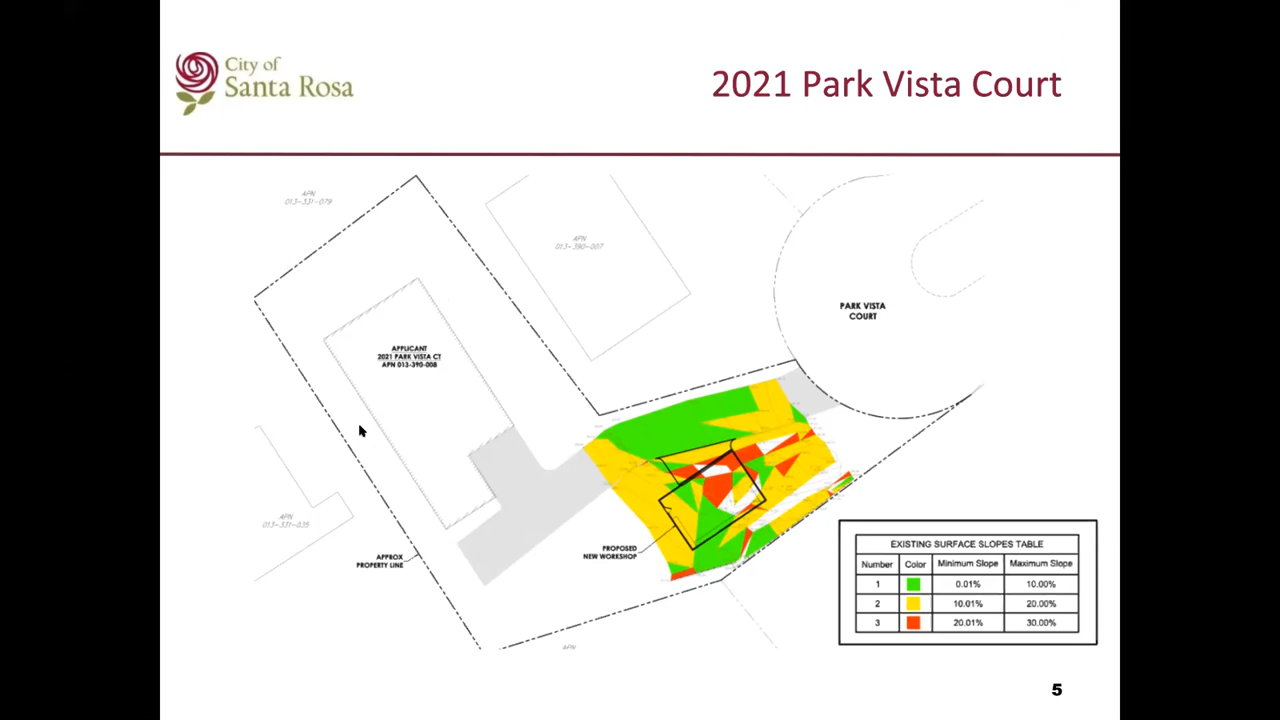 City of
Santa Rosa
2021 Park Vista Court
APN
013-331-079
APN
013-390-007
PARK VISTA
COURT
APPLICANT
2021 PARK VISTA CT
APN 013-390-008
APN
013-331-035
APPROX
PROPERTY LINE
PROPOSED
NEW WORKSHOP
EXISTING SURFACE SLOPES TABLE
Number Color Minimum Slope Maximum Slope
1 0.01% 10.00%
2 10.01% 20.00%
3 20.01% 30.00%
APN
5